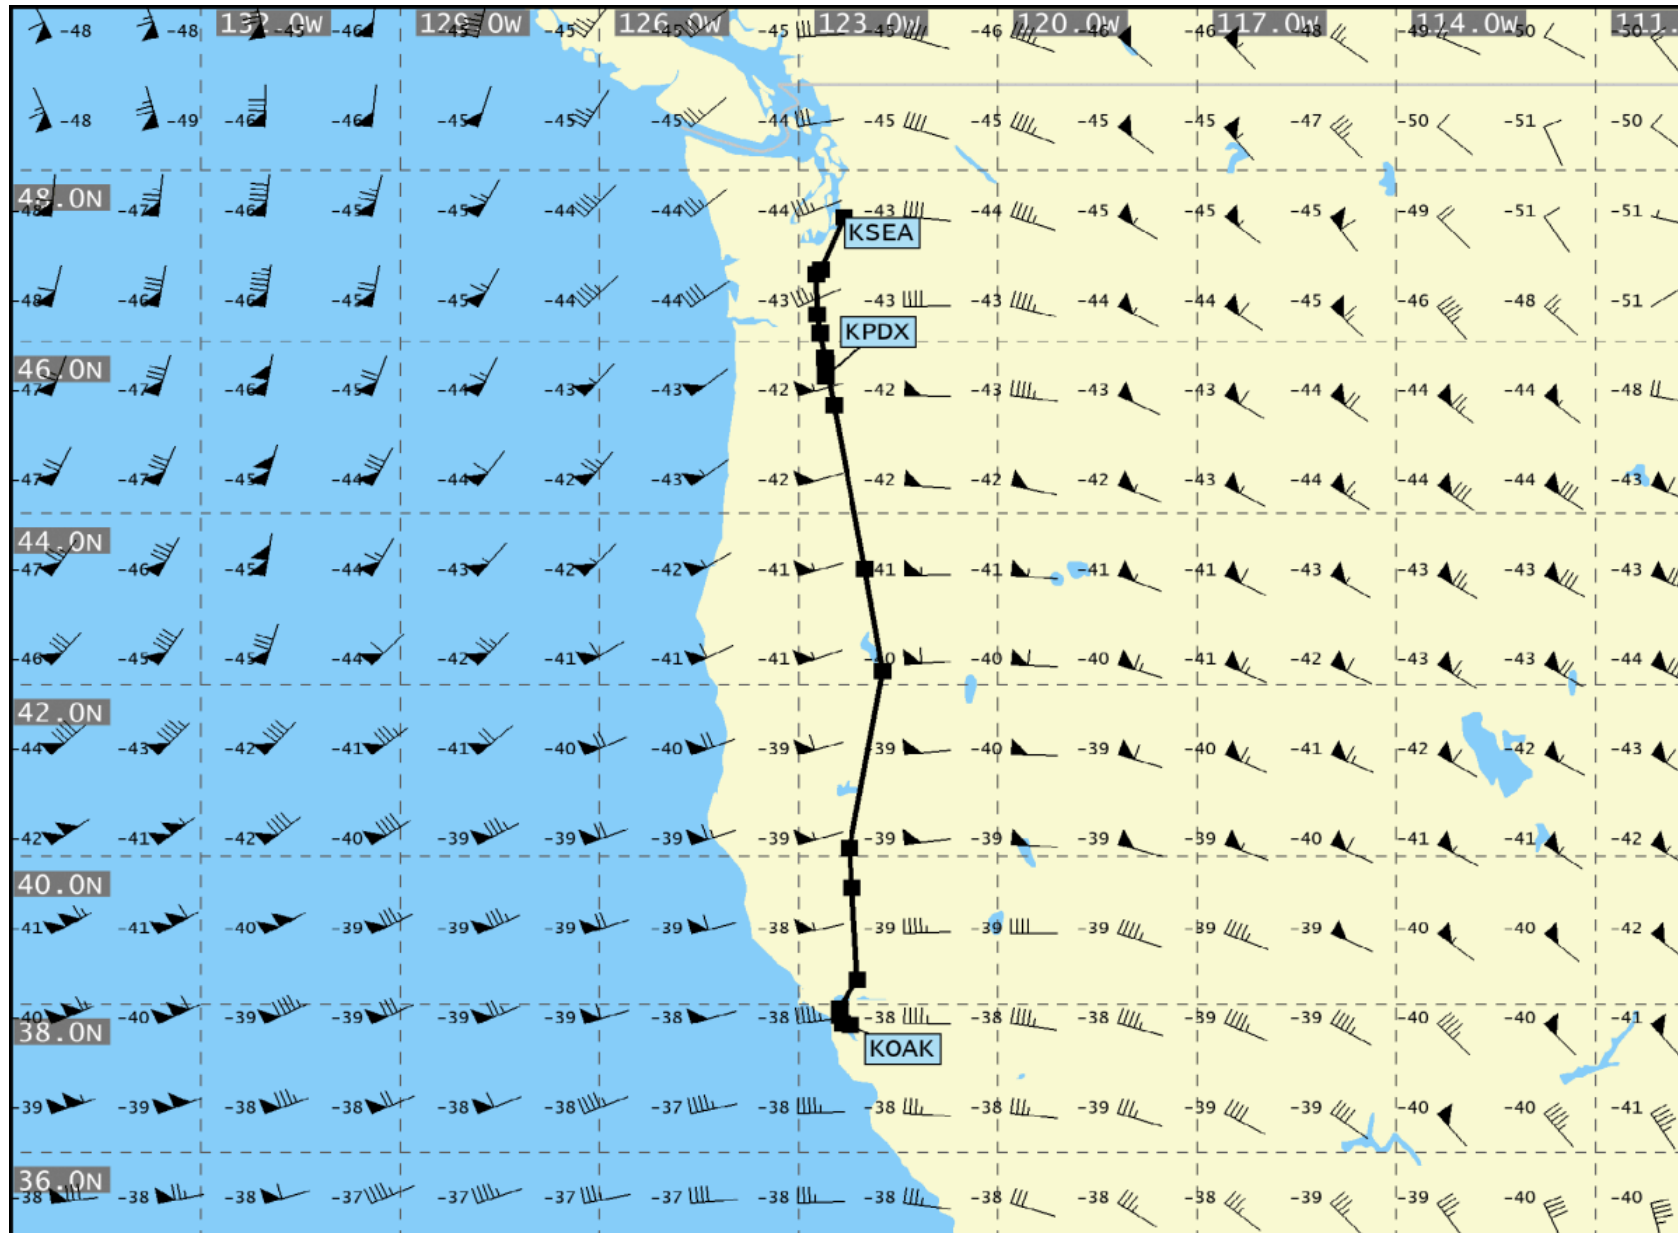 -48 -48 132.0W -45 -46 129.0W -45 -45 126.0W -45 -45 123.0W -45 -46 120.0W -46 -46 117.0W -48 114.0W -49 -50 -50 111.
-48 -49 -46 -46 -45 -45 -45 -44 -45 -45 -45 -45 -47 -50 -51 -50
48.0N
-48 -47 -46 -45 -45 -44 -44 -44 -43 -44 -45 -45 -45 -49 -51 -51
KSEA
-48 -46 -46 -46 -45 -44 -44 -43 -43 -43 -44 -44 -45 -46 -48 -51
KPDX
46.0N
-47 -47 -46 -45 -44 -43 -43 -42 -42 -43 -43 -43 -44 -44 -44 -48
-47 -47 -45 -44 -44 -42 -43 -42 -42 -42 -42 -43 -44 -44 -44 -43
44.0N
-47 -46 -45 -44 -43 -42 -42 -41 -41 -41 -41 -41 -43 -43 -43 -43
-46 -45 -45 -44 -42 -41 -41 -41 -40 -40 -40 -41 -42 -43 -43 -44
42.0N
-44 -43 -42 -41 -41 -40 -40 -39 -39 -40 -39 -40 -41 -42 -42 -43
-42 -41 -42 -40 -39 -39 -39 -38 -39 -39 -39 -39 -40 -41 -41 -42
40.0N
-41 -41 -40 -39 -39 -39 -39 -38 -39 -39 -39 -39 -39 -40 -40 -42
-40 -40 -39 -39 -39 -39 -38 -38 -38 -38 -38 -39 -39 -40 -40 -41
38.0N
KOAK
-39 -39 -38 -38 -38 -38 -37 -38 -38 -38 -39 -39 -39 -40 -40 -41
36.0N
-38 -38 -38 -37 -37 -37 -37 -38 -38 -38 -38 -38 -39 -39 -40 -40